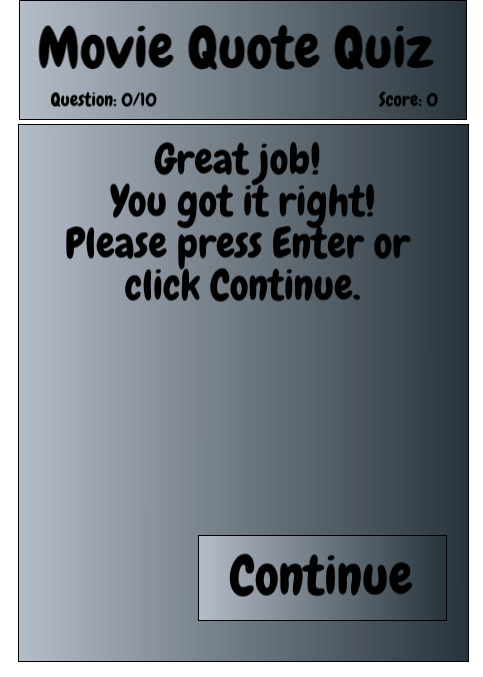 Movie Quote Quiz
Question: 0/10 Score: 0
Great job!
You got it right!
Please press Enter or
click Continue.
Continue